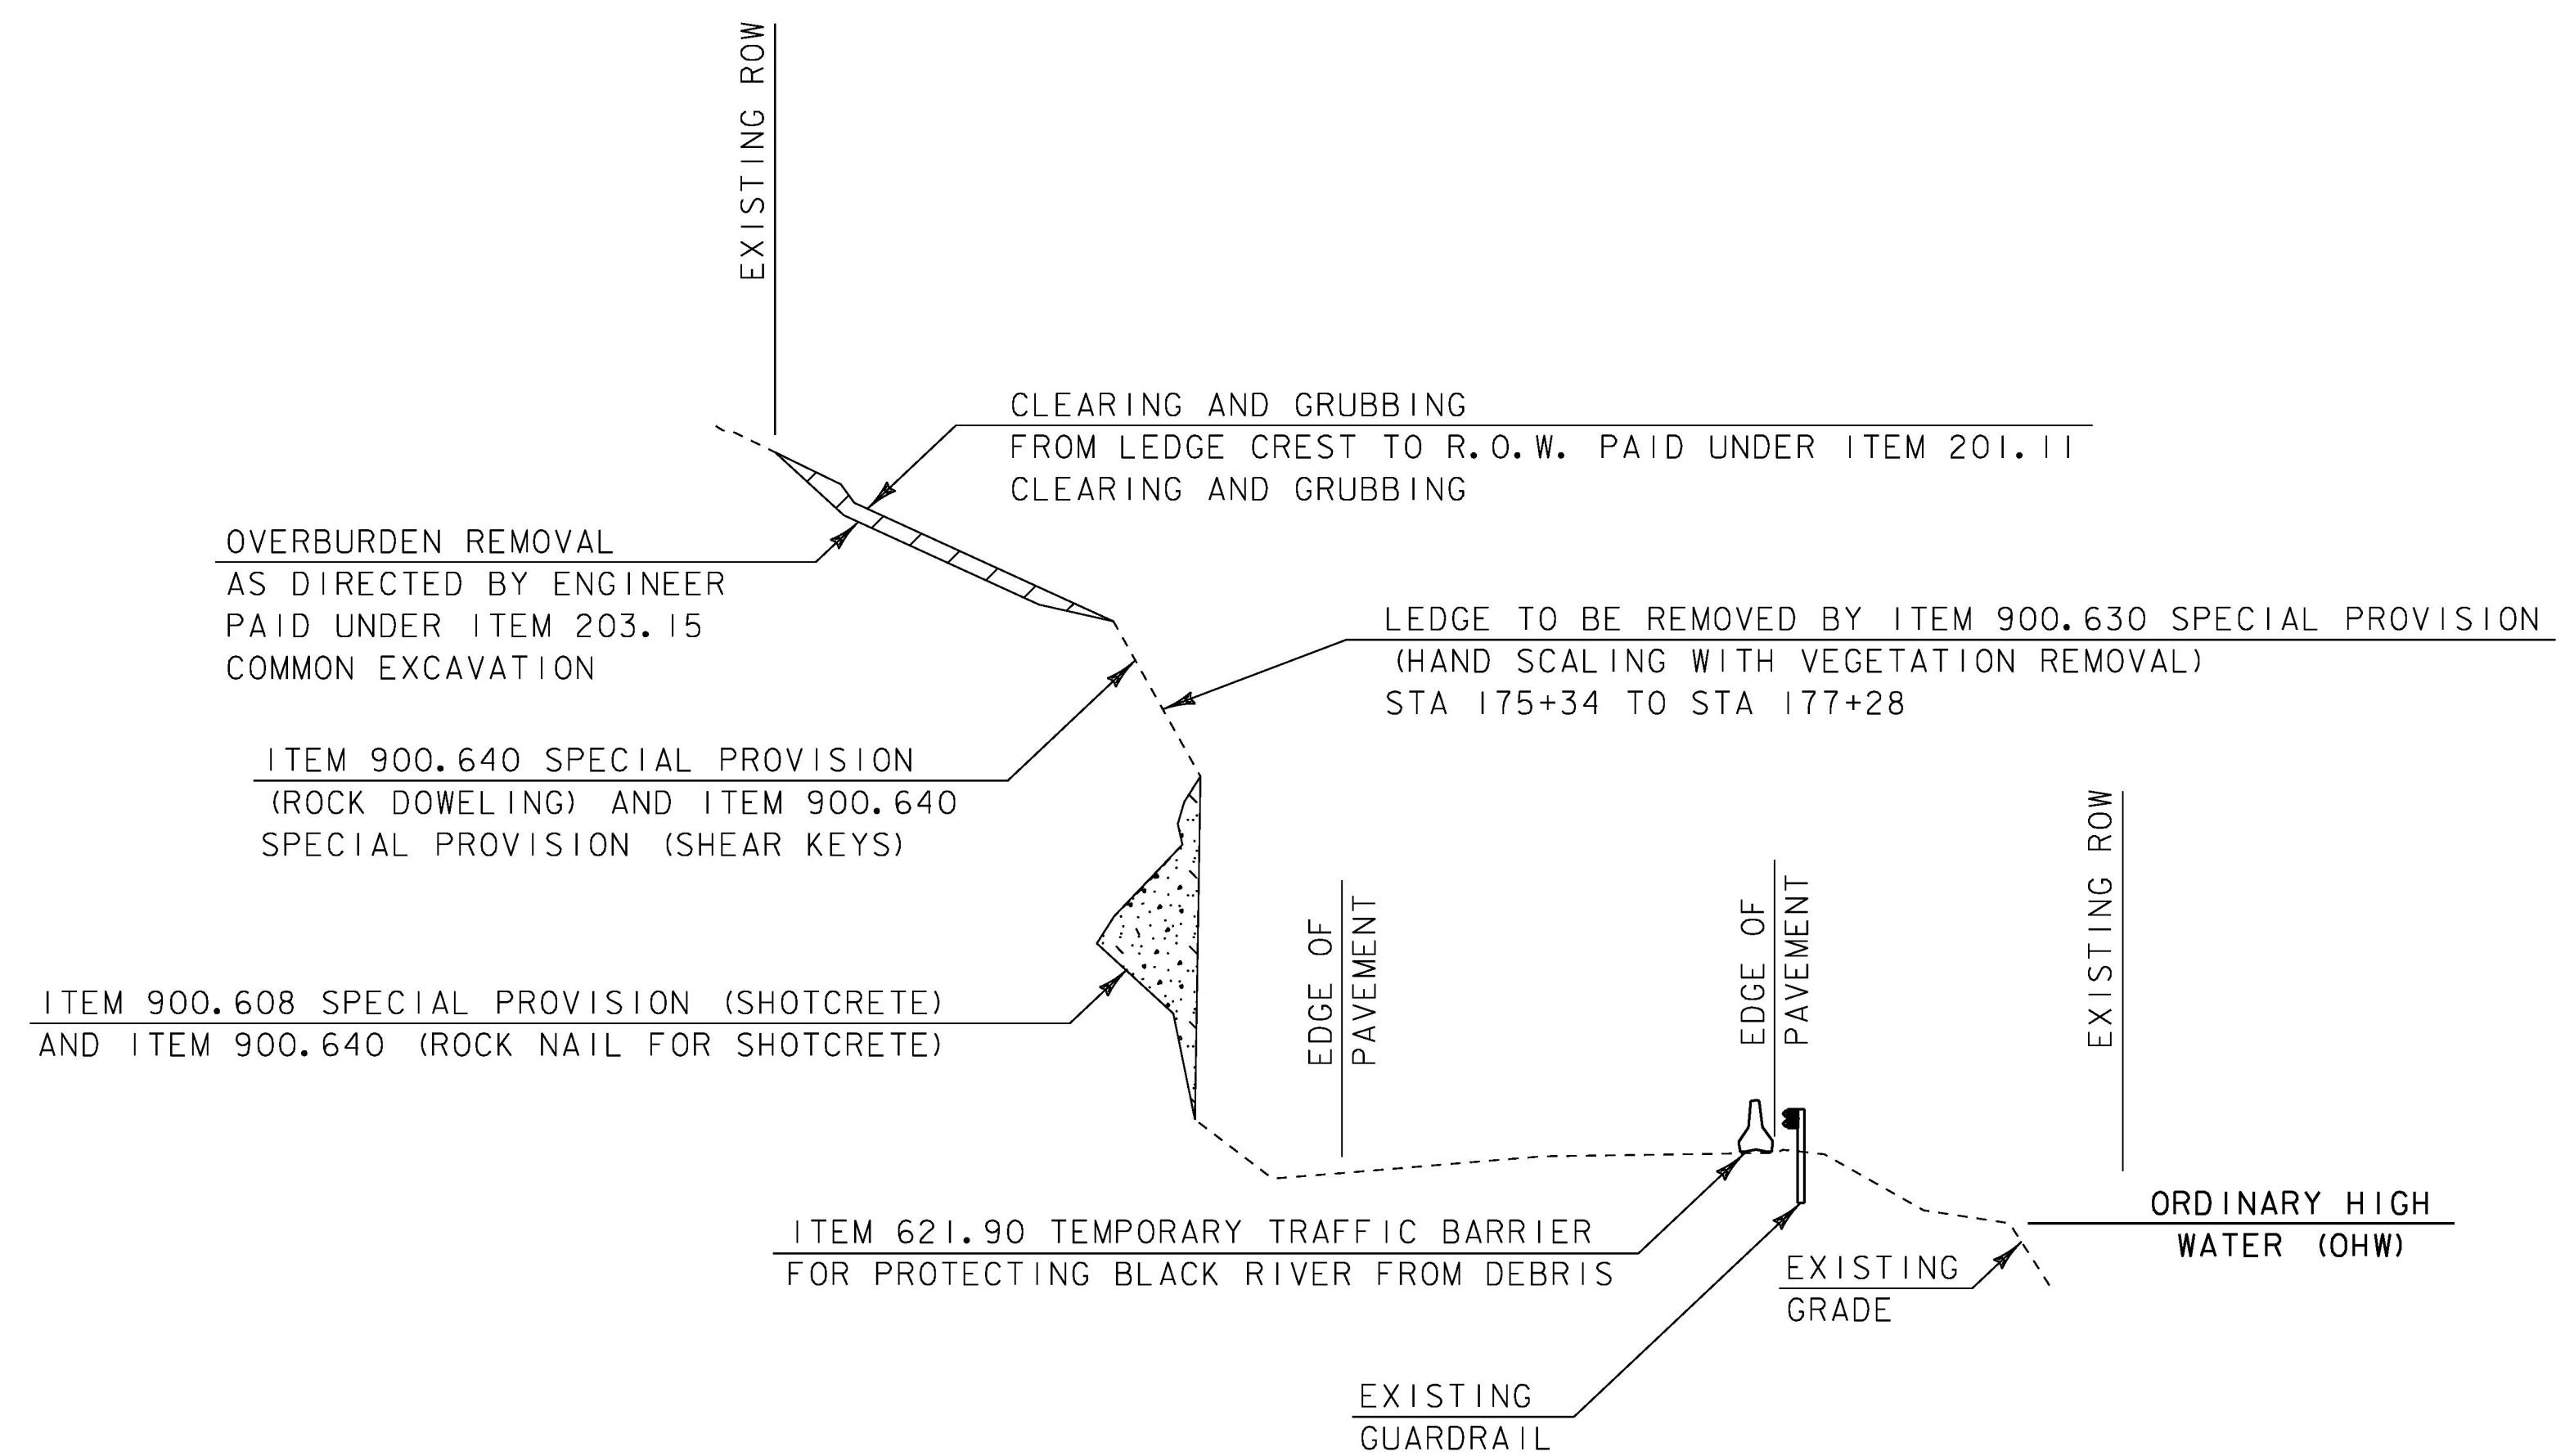 EXISTING ROW
CLEARING AND GRUBBING
FROM LEDGE CREST TO R.O.W. PAID UNDER ITEM 201.11
CLEARING AND GRUBBING
OVERBURDEN REMOVAL
AS DIRECTED BY ENGINEER
PAID UNDER ITEM 203.15
COMMON EXCAVATION
LEDGE TO BE REMOVED BY ITEM 900.630 SPECIAL PROVISION
(HAND SCALING WITH VEGETATION REMOVAL)
STA 175+34 TO STA 177+28
ITEM 900.640 SPECIAL PROVISION
(ROCK DOWELING) AND ITEM 900.640
SPECIAL PROVISION (SHEAR KEYS)
ITEM 900.608 SPECIAL PROVISION (SHOTCRETE)
AND ITEM 900.640 (ROCK NAIL FOR SHOTCRETE)
EDGE OF
PAVEMENT
EDGE OF
PAVEMENT
EXISTING ROW
ITEM 621.90 TEMPORARY TRAFFIC BARRIER
FOR PROTECTING BLACK RIVER FROM DEBRIS
ORDINARY HIGH
WATER (OHW)
EXISTING
GRADE
EXISTING
GUARDRAIL